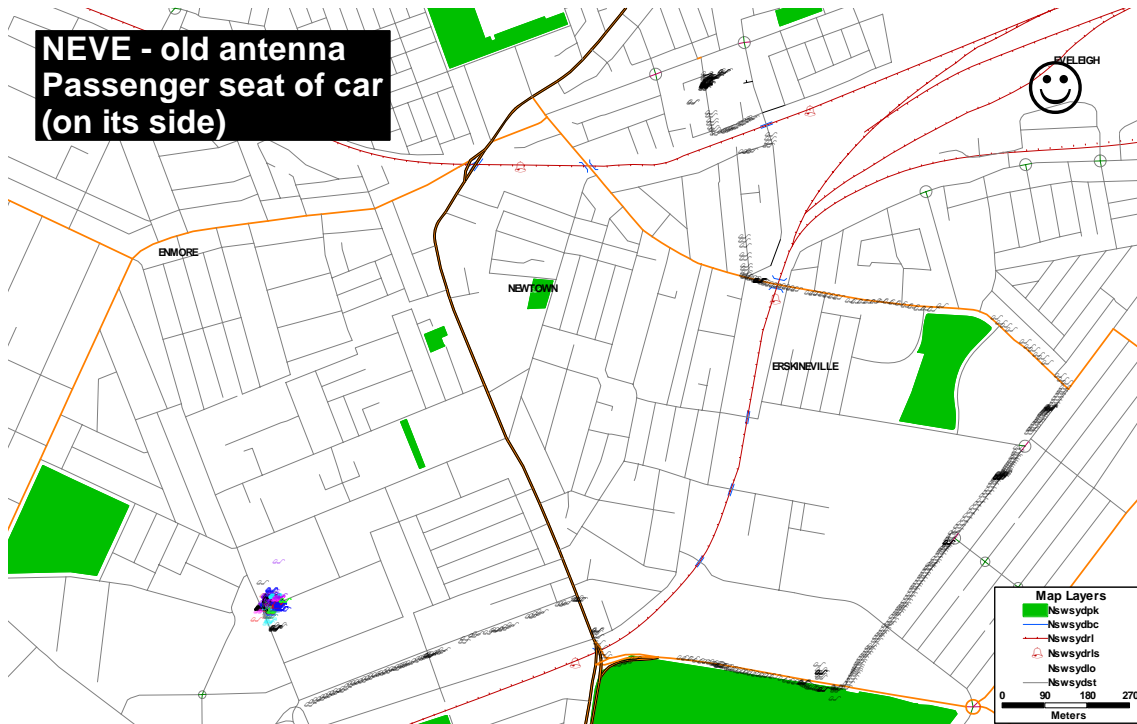 NEVE - old antenna
Passenger seat of car
(on its side)
EVELEIGH
ENMORE
NEWTOWN
ERSKINEVILLE
Map Layers
Nswsydpk
Nswsydbc
Nswsydrl
Nswsydrls
Nswsydlo
Nswsydst
0 90 180 270
Meters